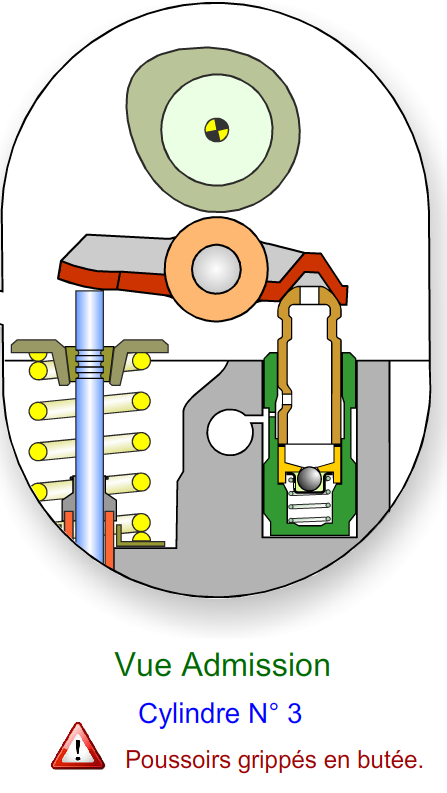 Vue Admission
Cylindre N° 3
!
Poussoirs grippés en butée.